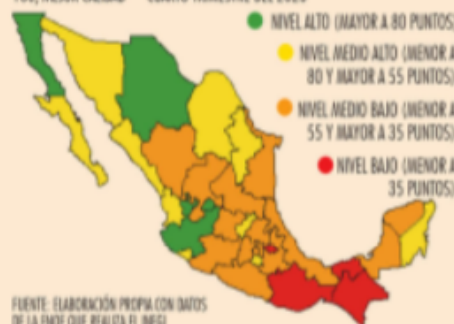 NIVEL ALTO (MAYOR A 80 PUNTOS)
NIVEL MEDIO ALTO (MENOR A
80 Y MAYOR A 55 PUNTOS)
NIVEL MEDIO BAJO (MENOR A
55 Y MAYOR A 35 PUNTOS)
NIVEL BAJO (MENOR A
35 PUNTOS)
FUENTE: ELABORACIÓN PROPIA CON DATOS
DE LA ENOE QUE REALIZA EL INEGI